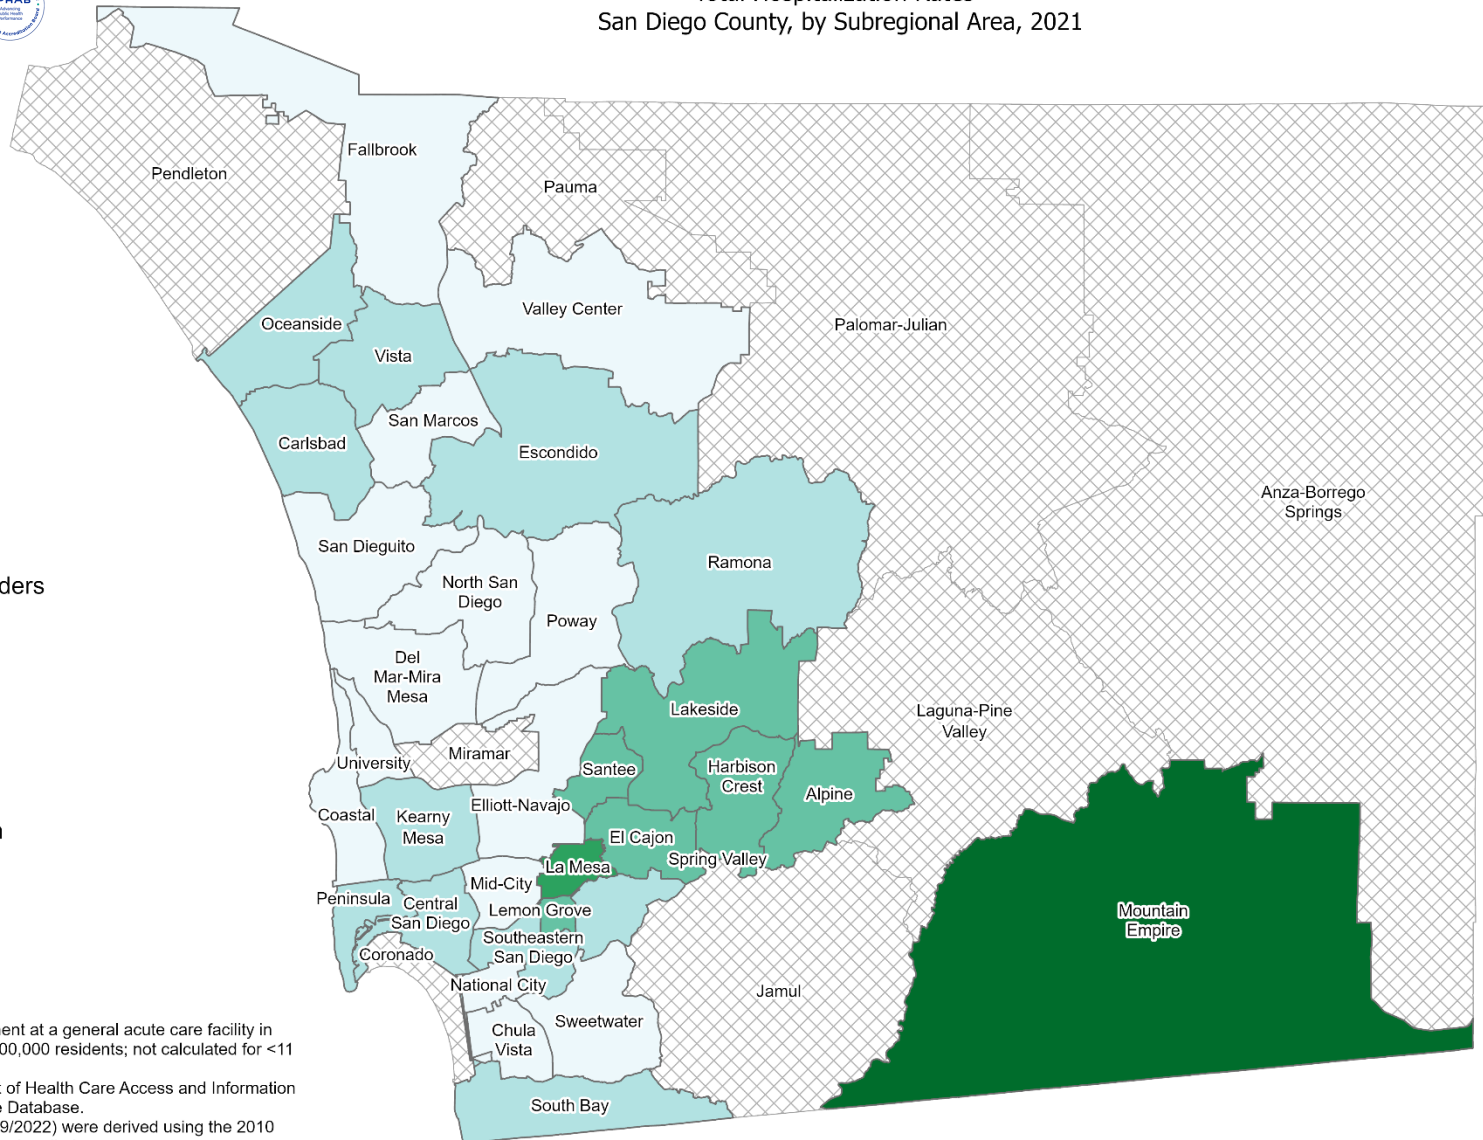 Total Hospitalization Rates
San Diego County, by Subregional Area, 2021
Fallbrook
Pendleton
Pauma
Valley Center
Oceanside
Palomar-Julian
Vista
San Marcos
Carlsbad
Escondido
Anza-Borrego
Springs
San Dieguito
Ramona
North San
Diego
ders
Poway
Del
Mar-Mira
Mesa
Lakeside
Laguna-Pine
Valley
Miramar
University
Santee
Harbison
Crest
Alpine
Elliott-Navajo
Coastal
Kearny
Mesa
El Cajon
Spring Valley
La Mesa
Mid-City
Peninsula
Central
San Diego
Lemon Grove
Mountain
Empire
Southeastern
San Diego
Coronado
National City
Jamul
Sweetwater
Chula
Vista
ent at a general acute care facility in
00,000 residents; not calculated for <11
of Health Care Access and Information
Database.
9/2022) were derived using the 2010
South Bay